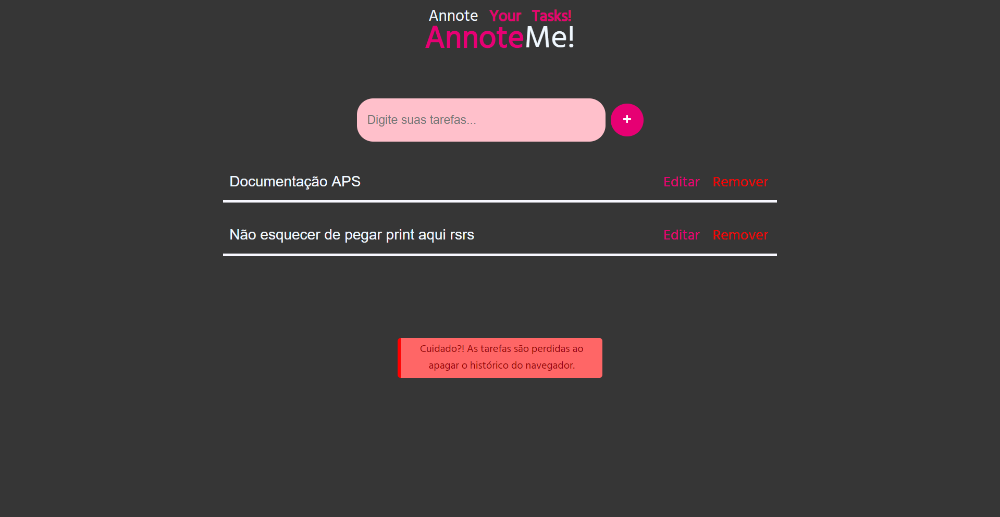 Annote Your Tasks!
AnnoteMe!
Digite suas tarefas...
+
Documentação APS Editar Remover
Não esquecer de pegar print aqui rsrs Editar Remover
Cuidado?! As tarefas são perdidas ao
apagar o histórico do navegador.